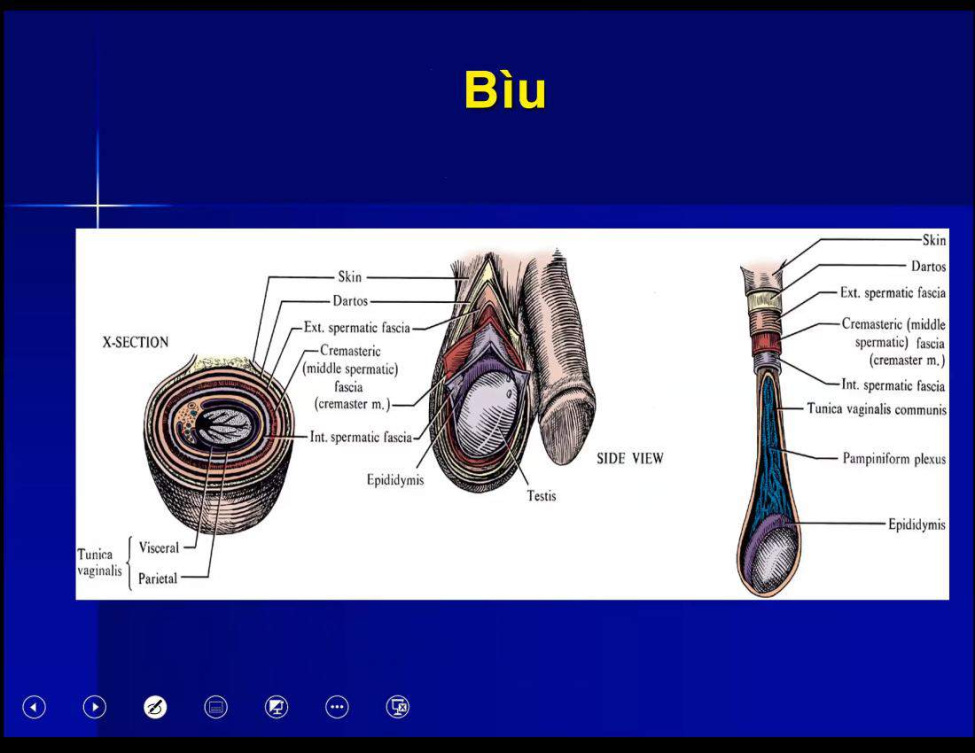 Bìu
X-SECTION
Skin
Dartos
Ext. spermatic fascia
Cremasteric
(middle spermatic)
fascia
(cremaster m.)
Int. spermatic fascia
Epididymis
Testis
Tunica
vaginalis
Visceral
Parietal
SIDE VIEW
Skin
Dartos
Ext. spermatic fascia
Cremasteric (middle
spermatic) fascia
(cremaster m.)
Int. spermatic fascia
Tunica vaginalis communis
Pampiniform plexus
Epididymis